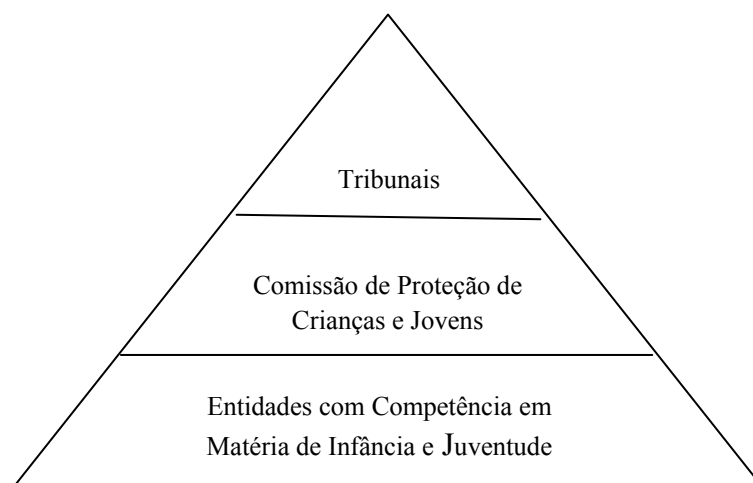 Tribunais
Comissão de Proteção de
Crianças e Jovens
Entidades com Competência em
Matéria de Infância e Juventude